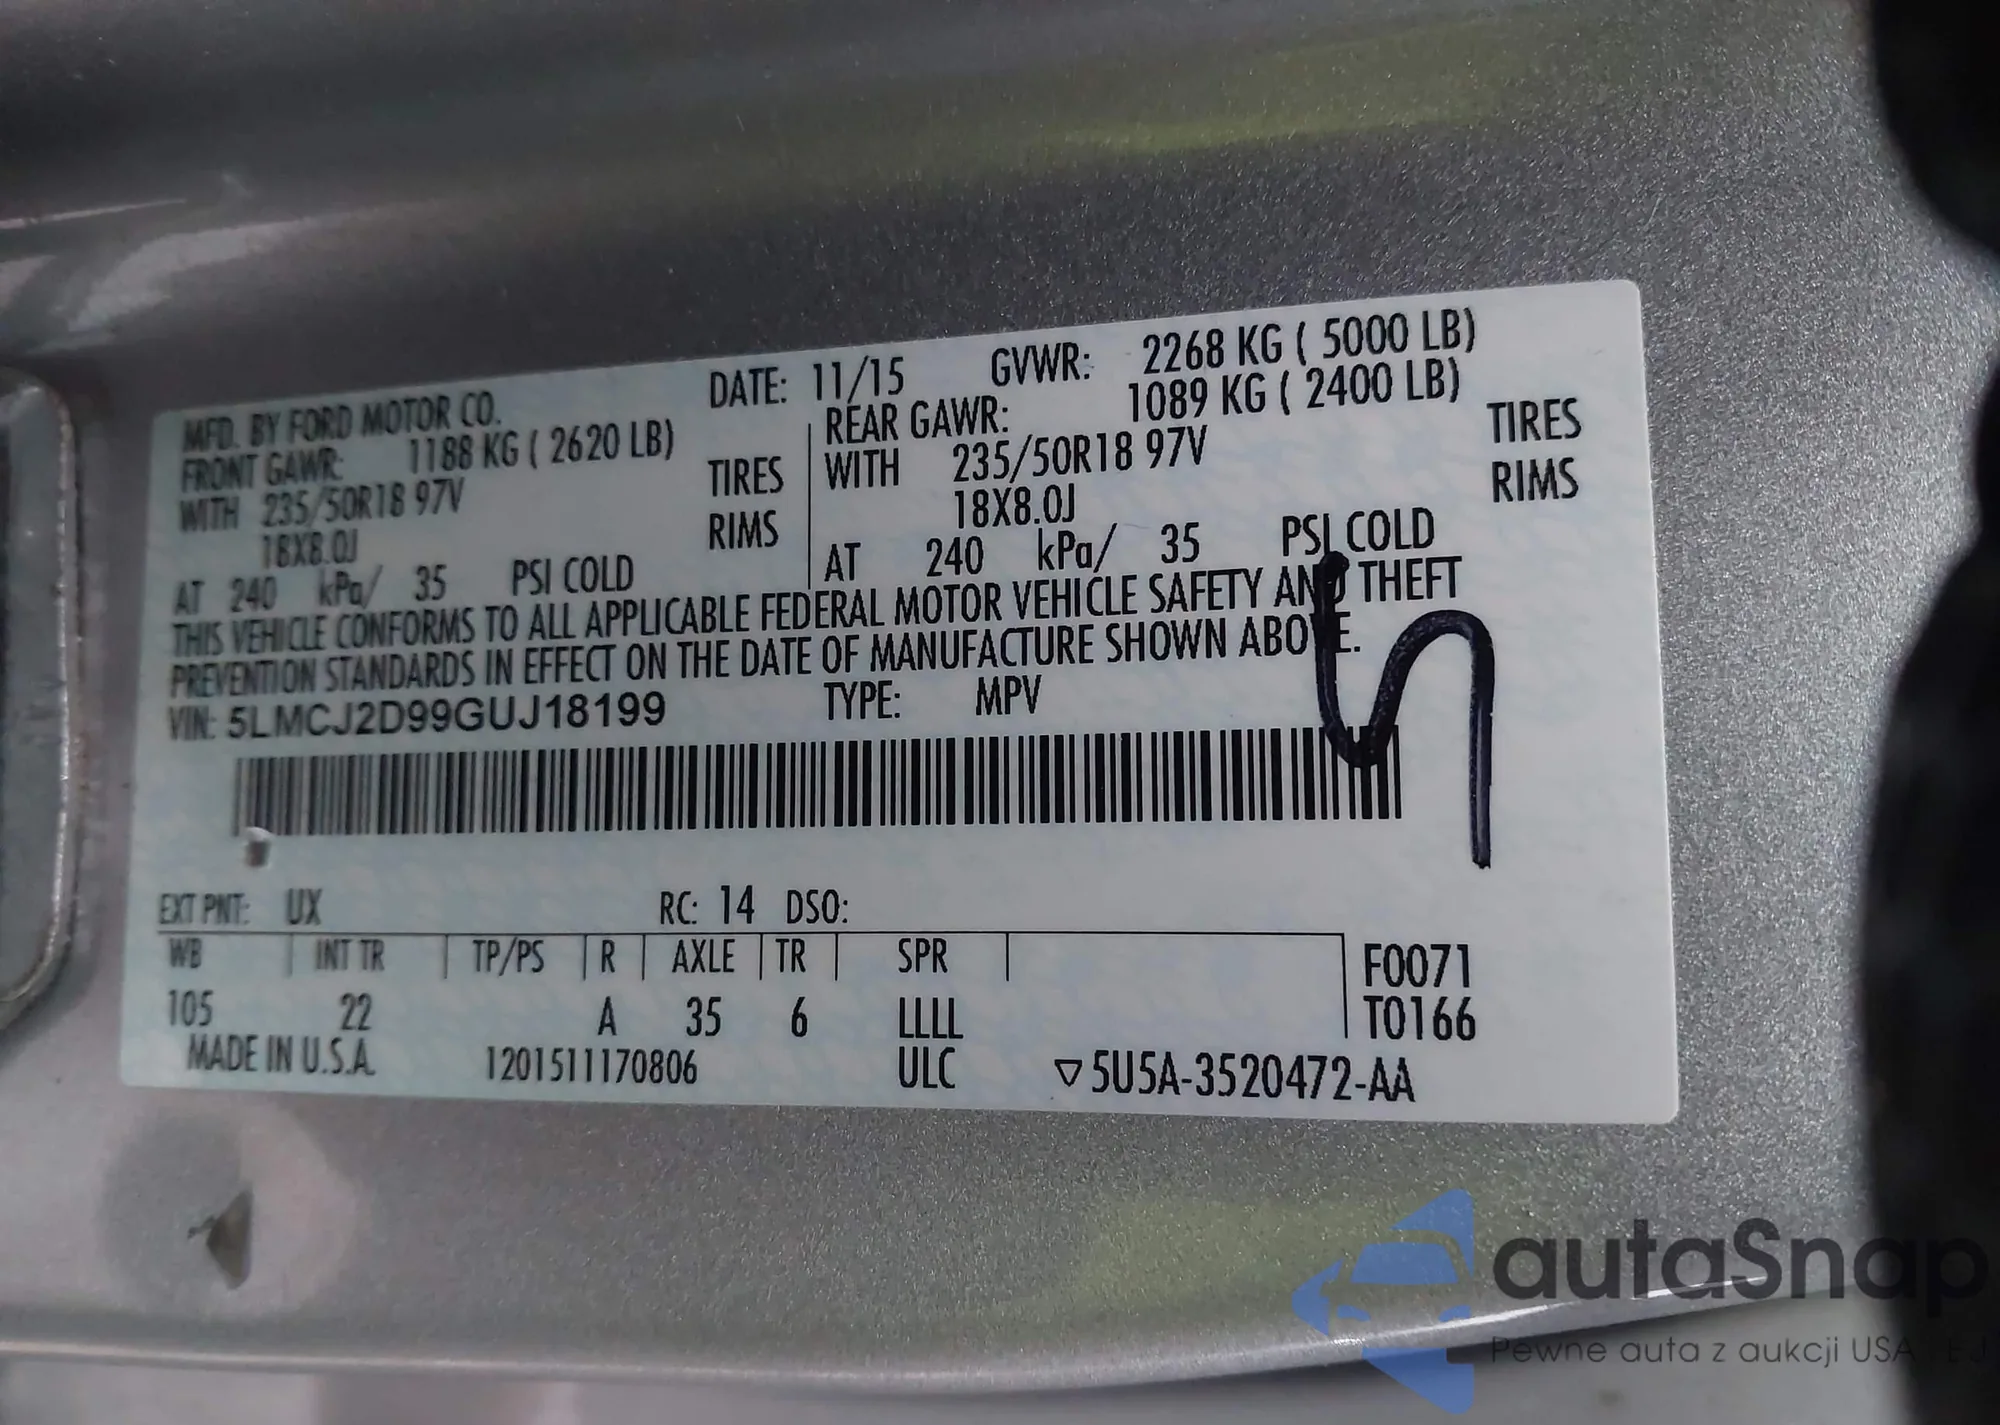 MFD. BY FORD MOTOR CO. DATE: 11/15 GVWR: 2268 KG ( 5000 LB)
FRONT GAWR: 1188 KG ( 2620 LB) REAR GAWR: 1089 KG ( 2400 LB)
WITH 235/50R18 97V TIRES WITH 235/50R18 97V TIRES
18X8.0J RIMS 18X8.0J RIMS
AT 240 kPa/ 35 PSI COLD AT 240 kPa/ 35 PSI COLD
THIS VEHICLE CONFORMS TO ALL APPLICABLE FEDERAL MOTOR VEHICLE SAFETY AND THEFT
PREVENTION STANDARDS IN EFFECT ON THE DATE OF MANUFACTURE SHOWN ABOVE.
VIN: 5LMCJ2D99GUJ18199 TYPE: MPV
EXT PNT: UX RC: 14 DSO:
WB INT TR TP/PS R AXLE TR SPR F0071
105 22 A 35 6 LLLL T0166
MADE IN U.S.A. 1201511170806 ULC ▽5U5A-3520472-AA
autaSnap
Pewne auta z aukcji USA i EU